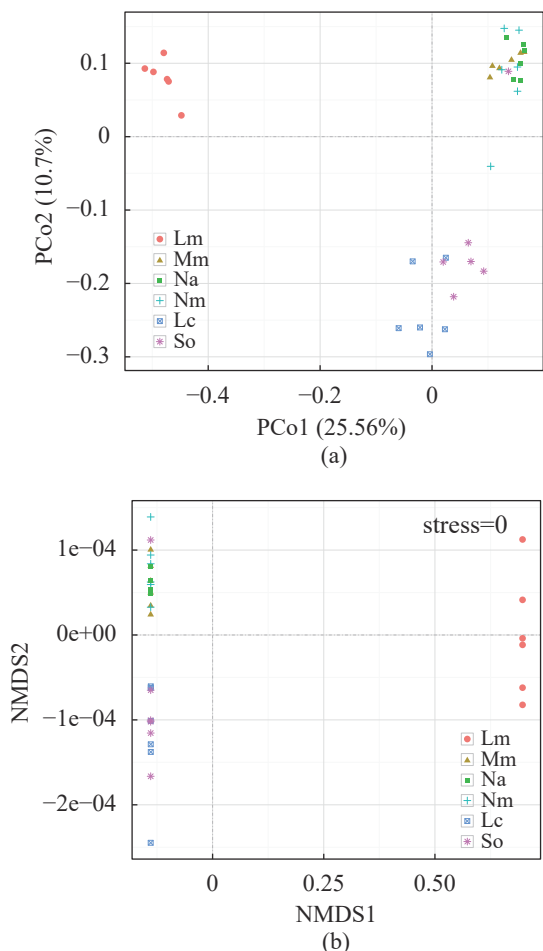 0.1
0
−0.1
−0.2
−0.3
PCo2 (10.7%)
Lm
Mm
Na
Nm
Lc
So
−0.4
−0.2
0
PCo1 (25.56%)
(a)
stress=0
1e−04
0e+00
−1e−04
−2e−04
NMDS2
Lm
Mm
Na
Nm
Lc
So
0
0.25
0.50
NMDS1
(b)